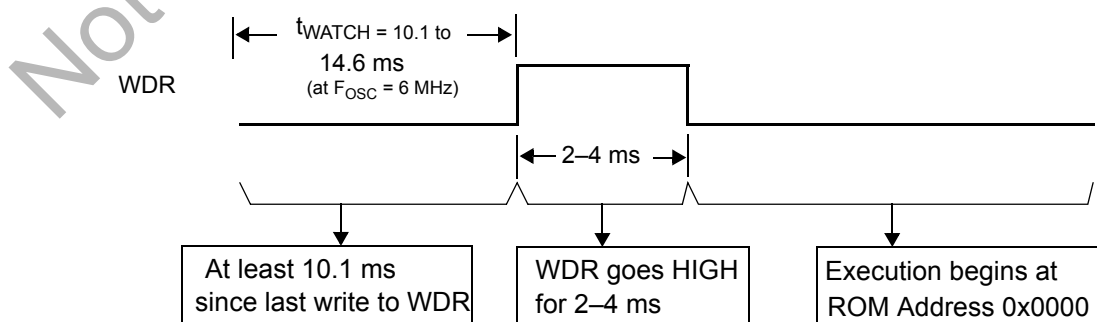 Not
tWATCH = 10.1 to
14.6 ms
(at FOSC = 6 MHz)
WDR
2–4 ms
At least 10.1 ms
since last write to WDR
WDR goes HIGH
for 2–4 ms
Execution begins at
ROM Address 0x0000